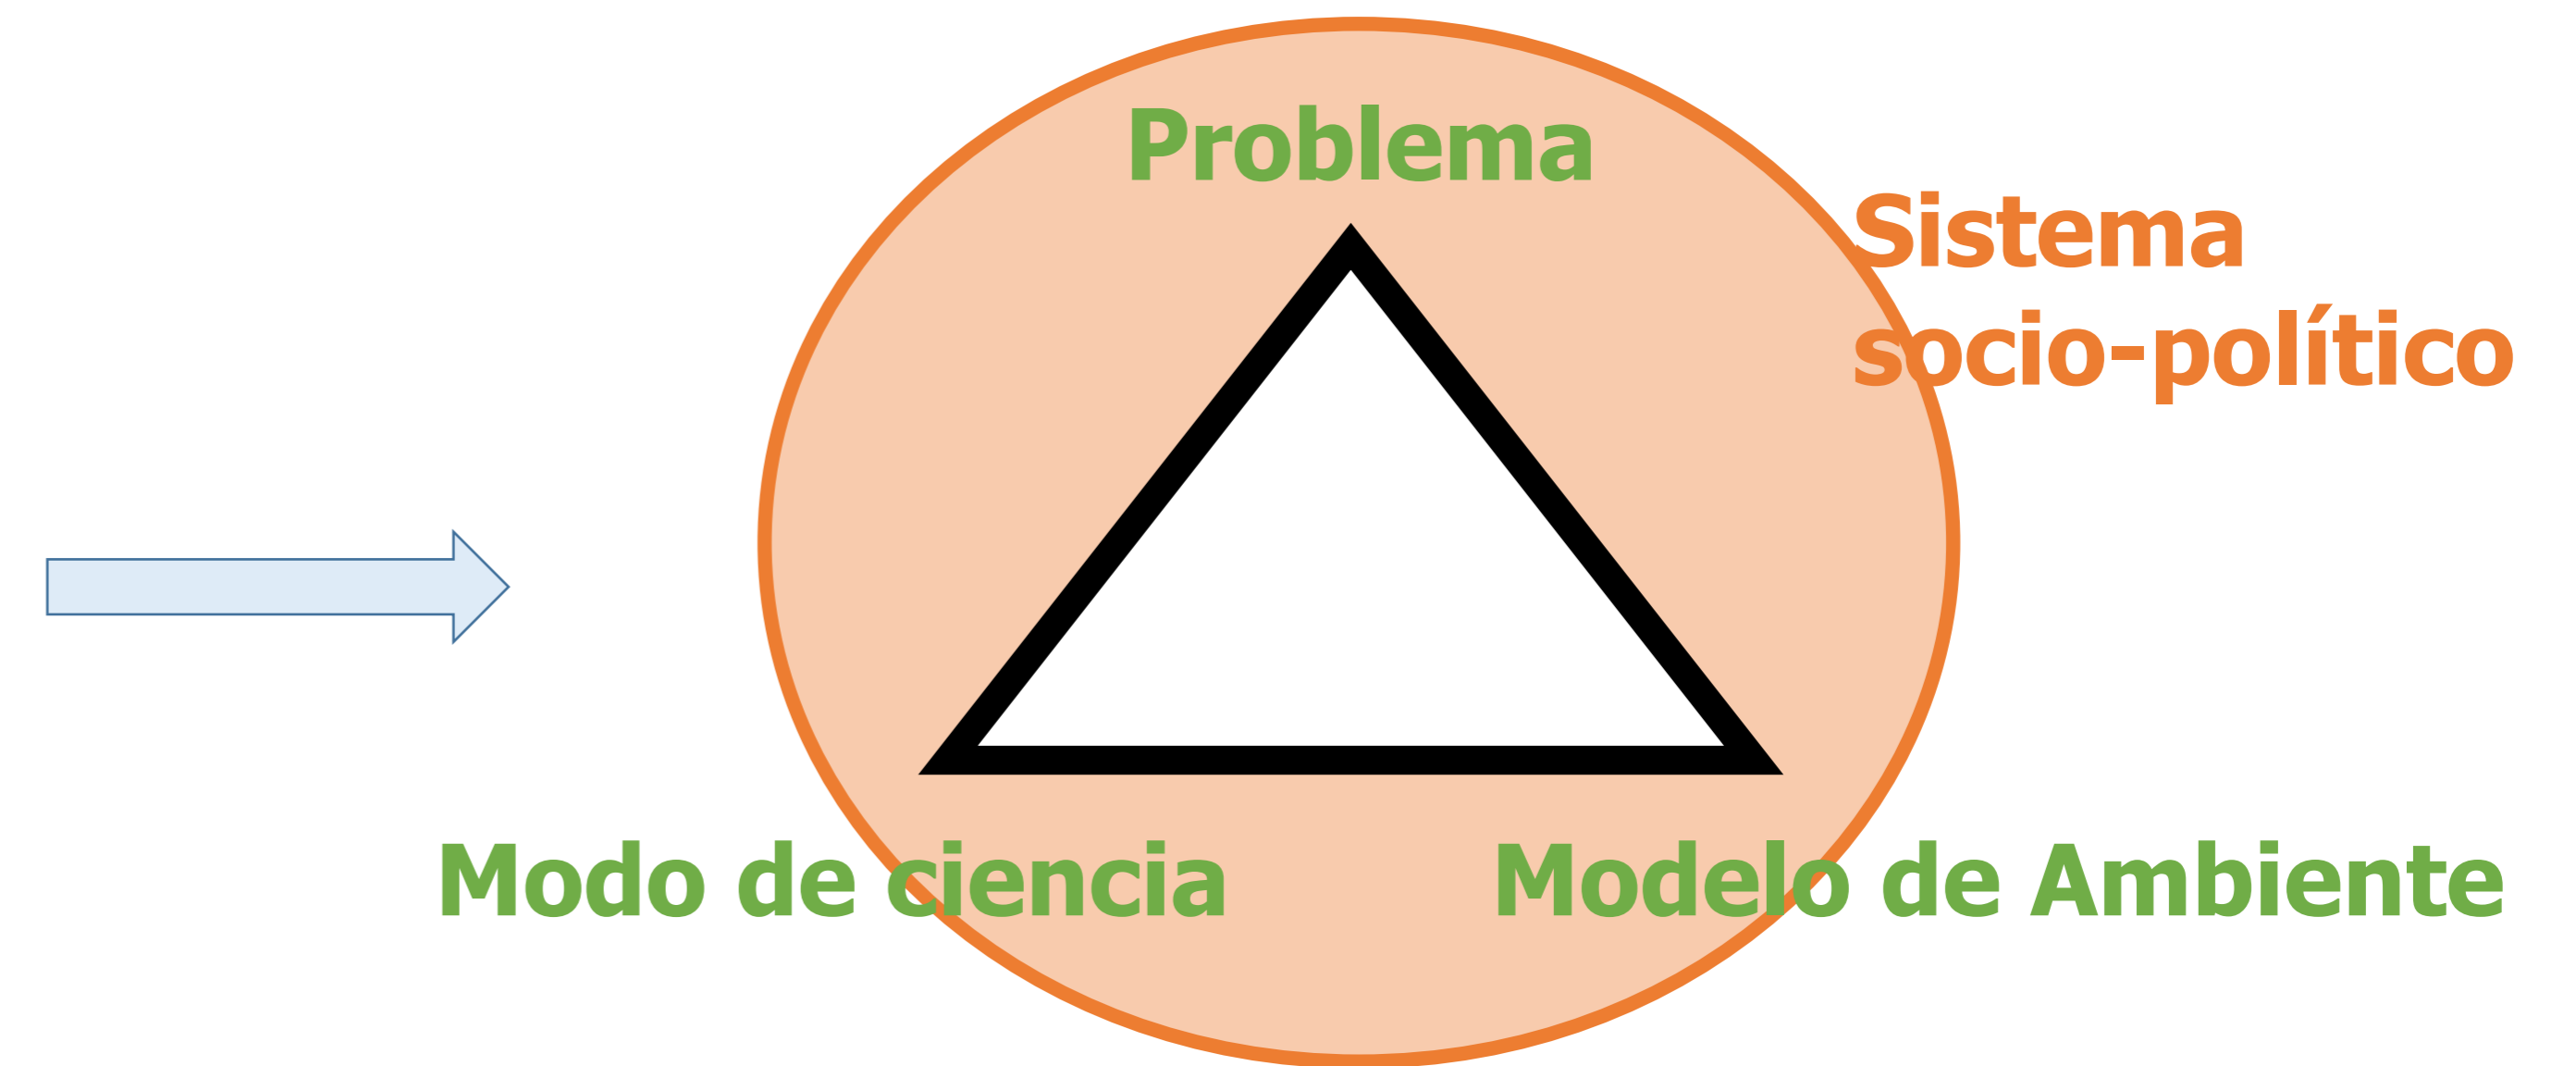 Problema
Sistema
socio-político
Modo de ciencia
Modelo de Ambiente